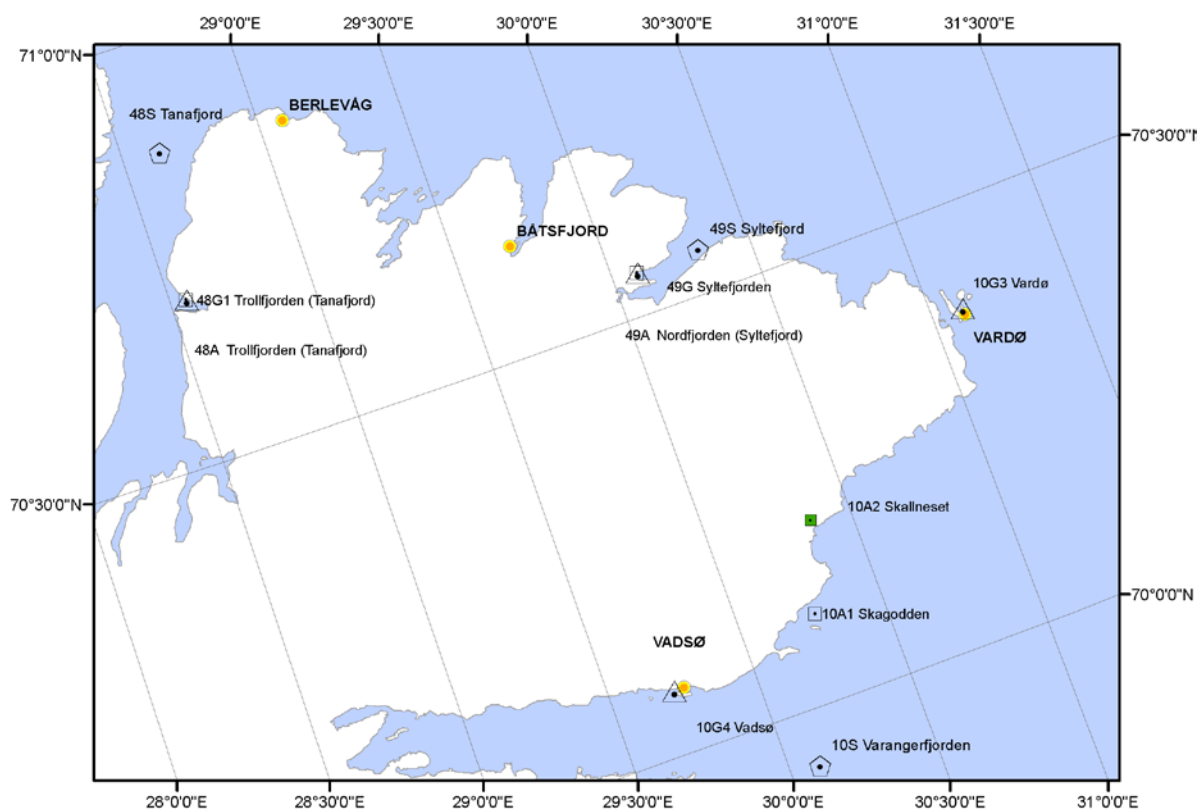 29°0'0"E
29°30'0"E
30°0'0"E
30°30'0"E
31°0'0"E
31°30'0"E
71°0'0"N
BERLEVÅG
48S Tanafjord
70°30'0"N
49S Syltefjord
BÅTSFJORD
10G3 Vardø
49G Syltefjorden
48G1 Trollfjorden (Tanafjord)
49A Nordfjorden (Syltefjord)
VARDØ
48A Trollfjorden (Tanafjord)
70°30'0"N
10A2 Skallneset
70°0'0"N
10A1 Skagodden
VADSØ
10G4 Vadsø
10S Varangerfjorden
28°0'0"E
28°30'0"E
29°0'0"E
29°30'0"E
30°0'0"E
30°30'0"E
31°0'0"E